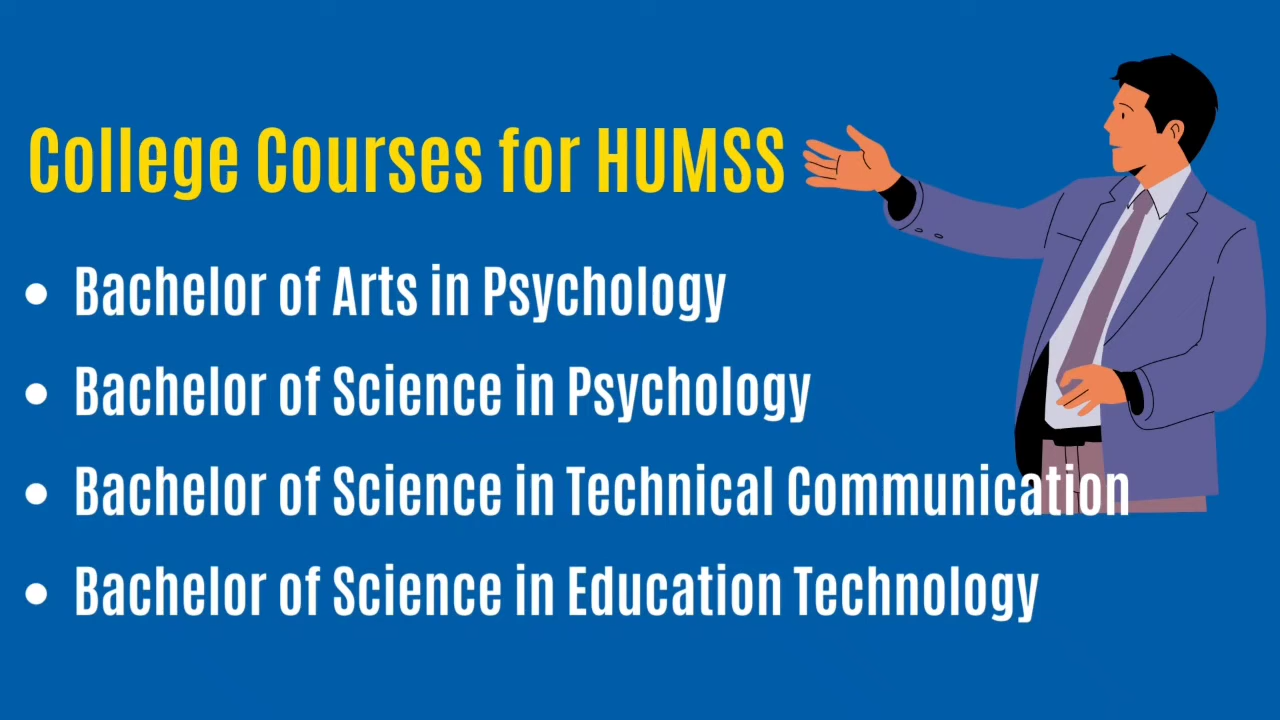 College Courses for HUMSS
• Bachelor of Arts in Psychology
• Bachelor of Science in Psychology
• Bachelor of Science in Technical Communication
• Bachelor of Science in Education Technology